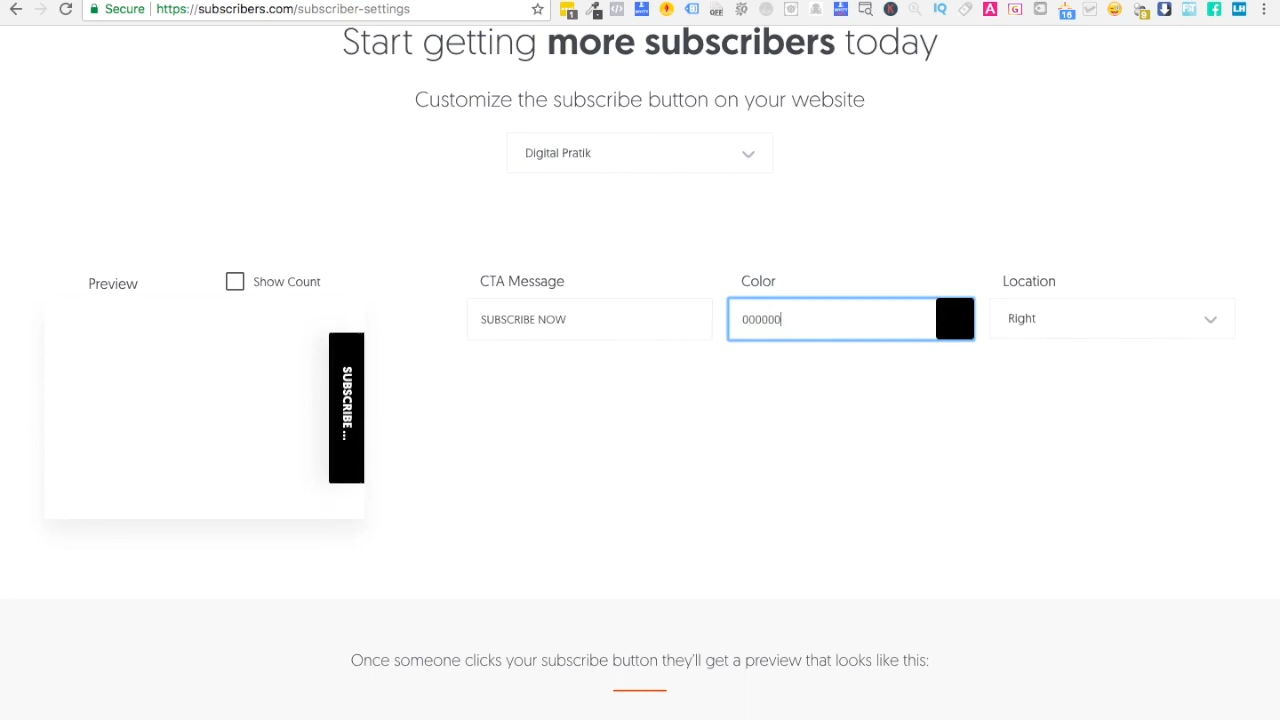 Secure
https://subscribers.com/subscriber-settings
Start getting more subscribers today
Customize the subscribe button on your website
Digital Pratik
Preview
Show Count
CTA Message
Color
Location
SUBSCRIBE NOW
000000
Right
SUBSCRIBE ...
Once someone clicks your subscribe button they'll get a preview that looks like this: